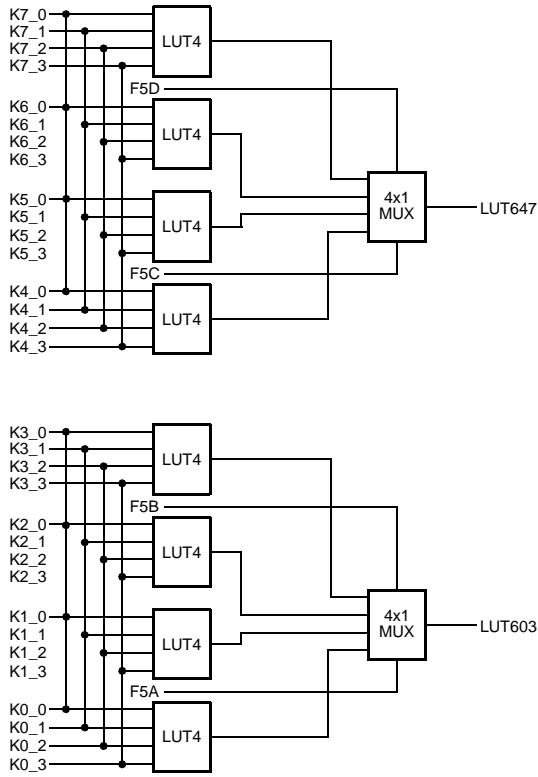 K7_0
K7_1
K7_2
K7_3
LUT4
F5D
K6_0
K6_1
K6_2
K6_3
LUT4
K5_0
K5_1
K5_2
K5_3
LUT4
4x1
MUX
LUT647
F5C
K4_0
K4_1
K4_2
K4_3
LUT4
K3_0
K3_1
K3_2
K3_3
LUT4
F5B
K2_0
K2_1
K2_2
K2_3
LUT4
K1_0
K1_1
K1_2
K1_3
LUT4
4x1
MUX
LUT603
F5A
K0_0
K0_1
K0_2
K0_3
LUT4